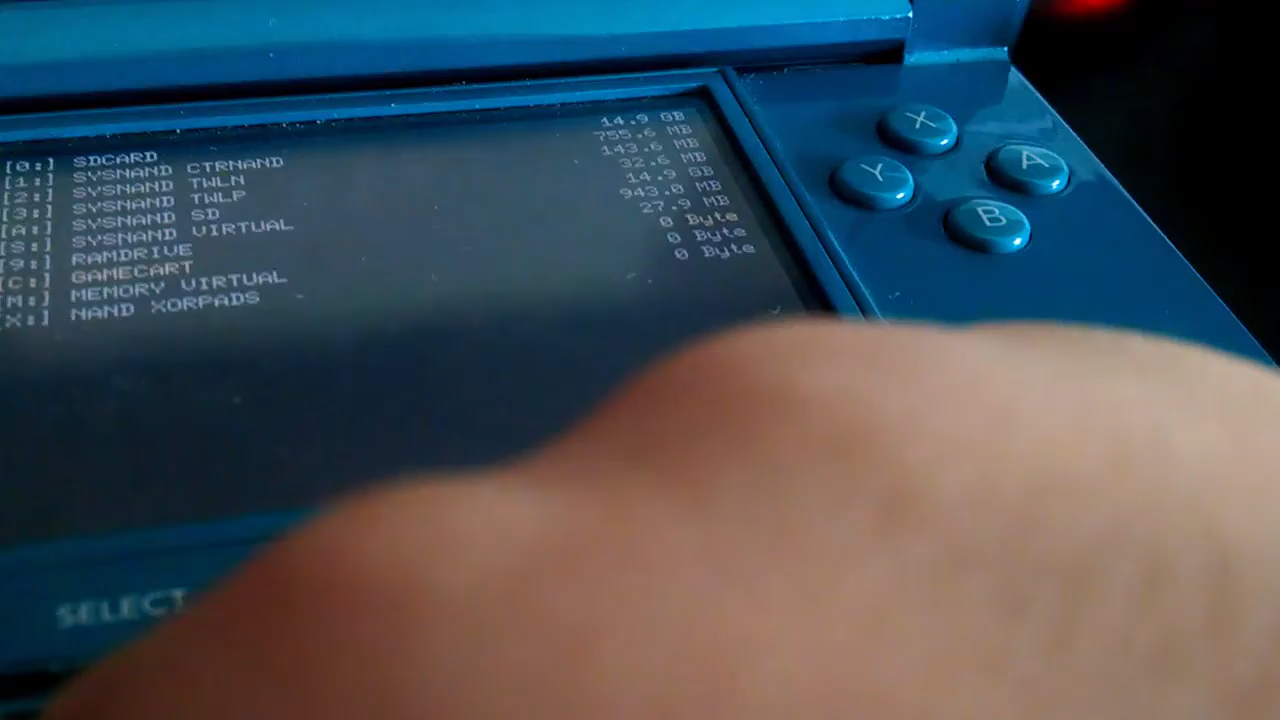 [0:] SDCARD 14.9 GB
[1:] SYSNAND CTRNAND 755.6 MB
[2:] SYSNAND TWLN 143.6 MB
[3:] SYSNAND TWLP 32.6 MB
[A:] SYSNAND SD 14.9 GB
[S:] SYSNAND VIRTUAL 943.0 MB
[9:] RAMDRIVE 27.9 MB
[C:] GAMECART 0 Byte
[M:] MEMORY VIRTUAL 0 Byte
[X:] NAND XORPADS 0 Byte
X
Y
A
B
SELECT